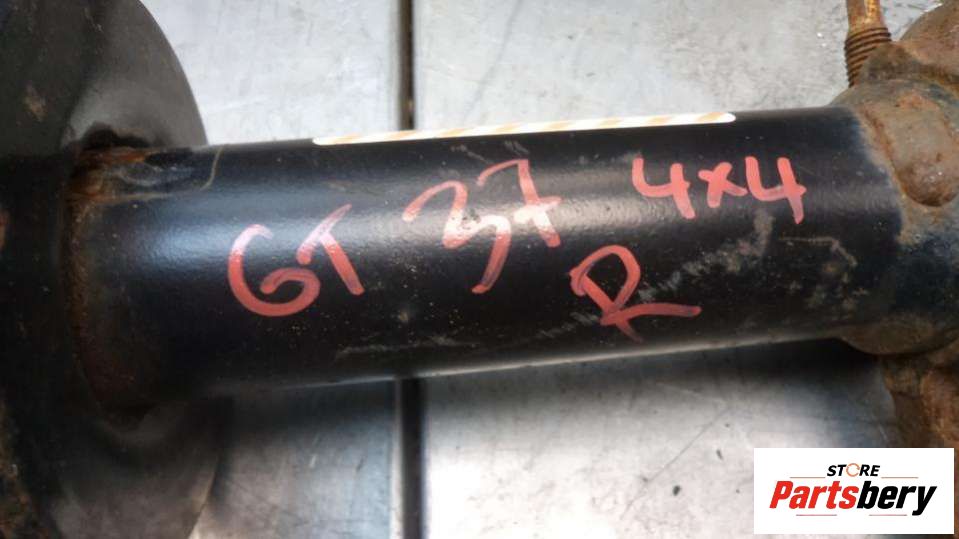 GT 37 4x4
R
STORE
Partsbery